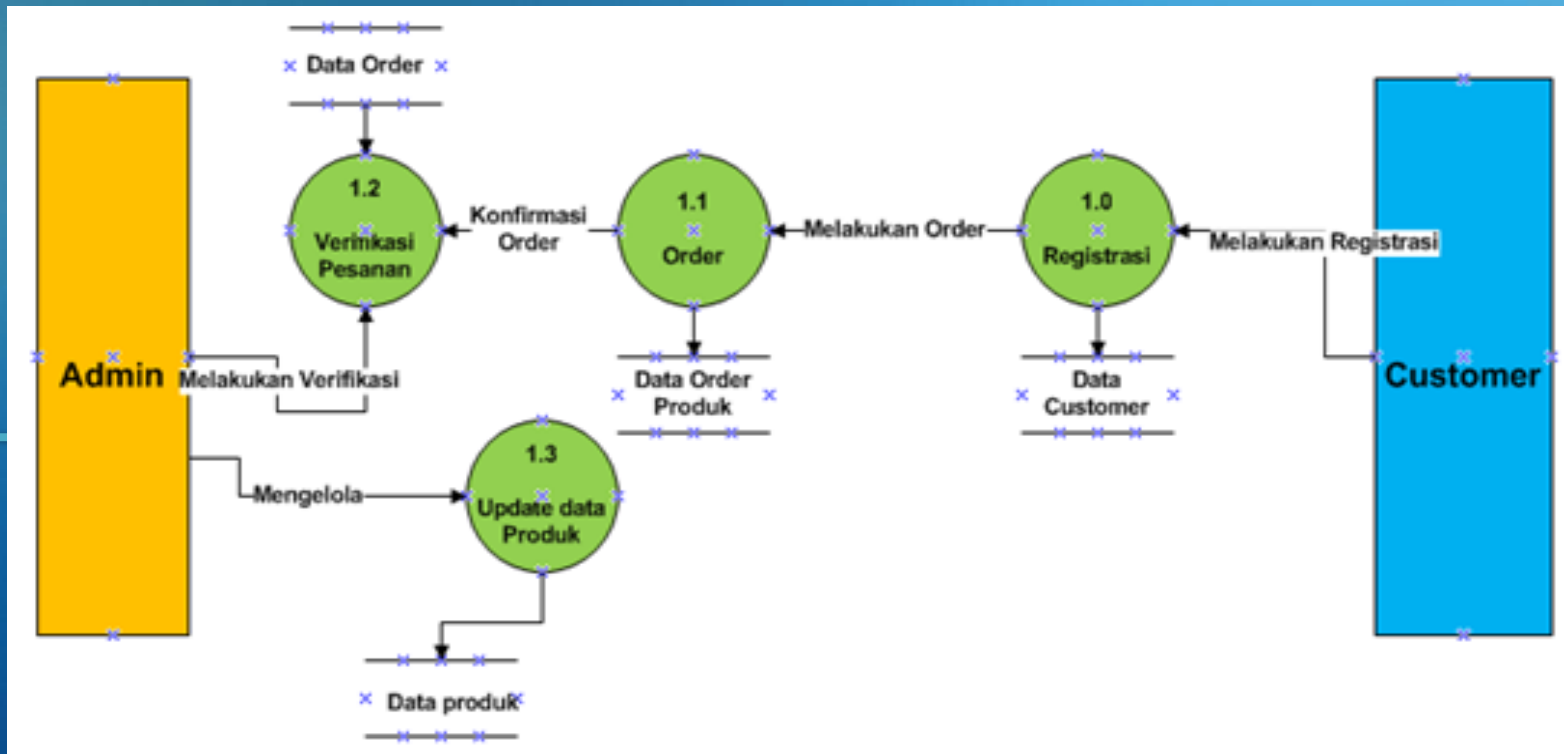 Data Order
1.2
Verifikasi
Pesanan
Konfirmasi
Order
1.1
Order
Melakukan Order
1.0
Registrasi
Melakukan Registrasi
Admin
Melakukan Verifikasi
Data Order
Produk
Data
Customer
Customer
1.3
Update data
Produk
Mengelola
Data produk